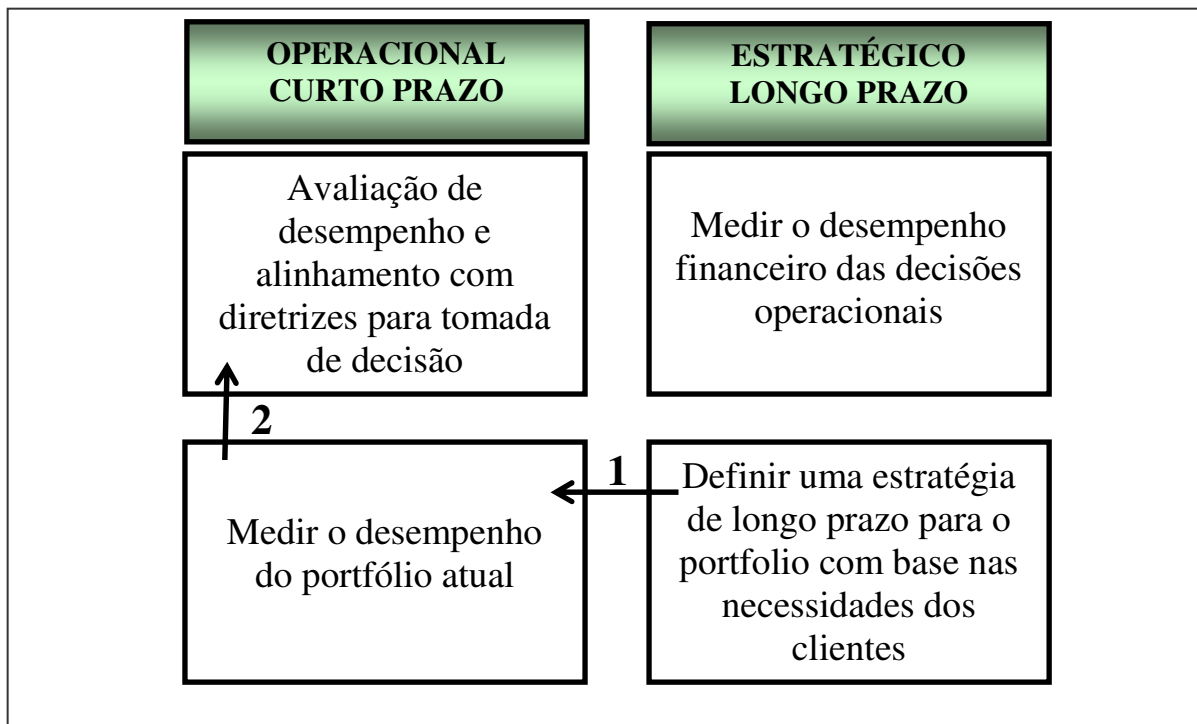 OPERACIONAL
CURTO PRAZO
ESTRATÉGICO
LONGO PRAZO
Avaliação de
desempenho e
alinhamento com
diretrizes para tomada
de decisão
Medir o desempenho
financeiro das decisões
operacionais
2
1
Medir o desempenho
do portfólio atual
Definir uma estratégia
de longo prazo para o
portfolio com base nas
necessidades dos
clientes